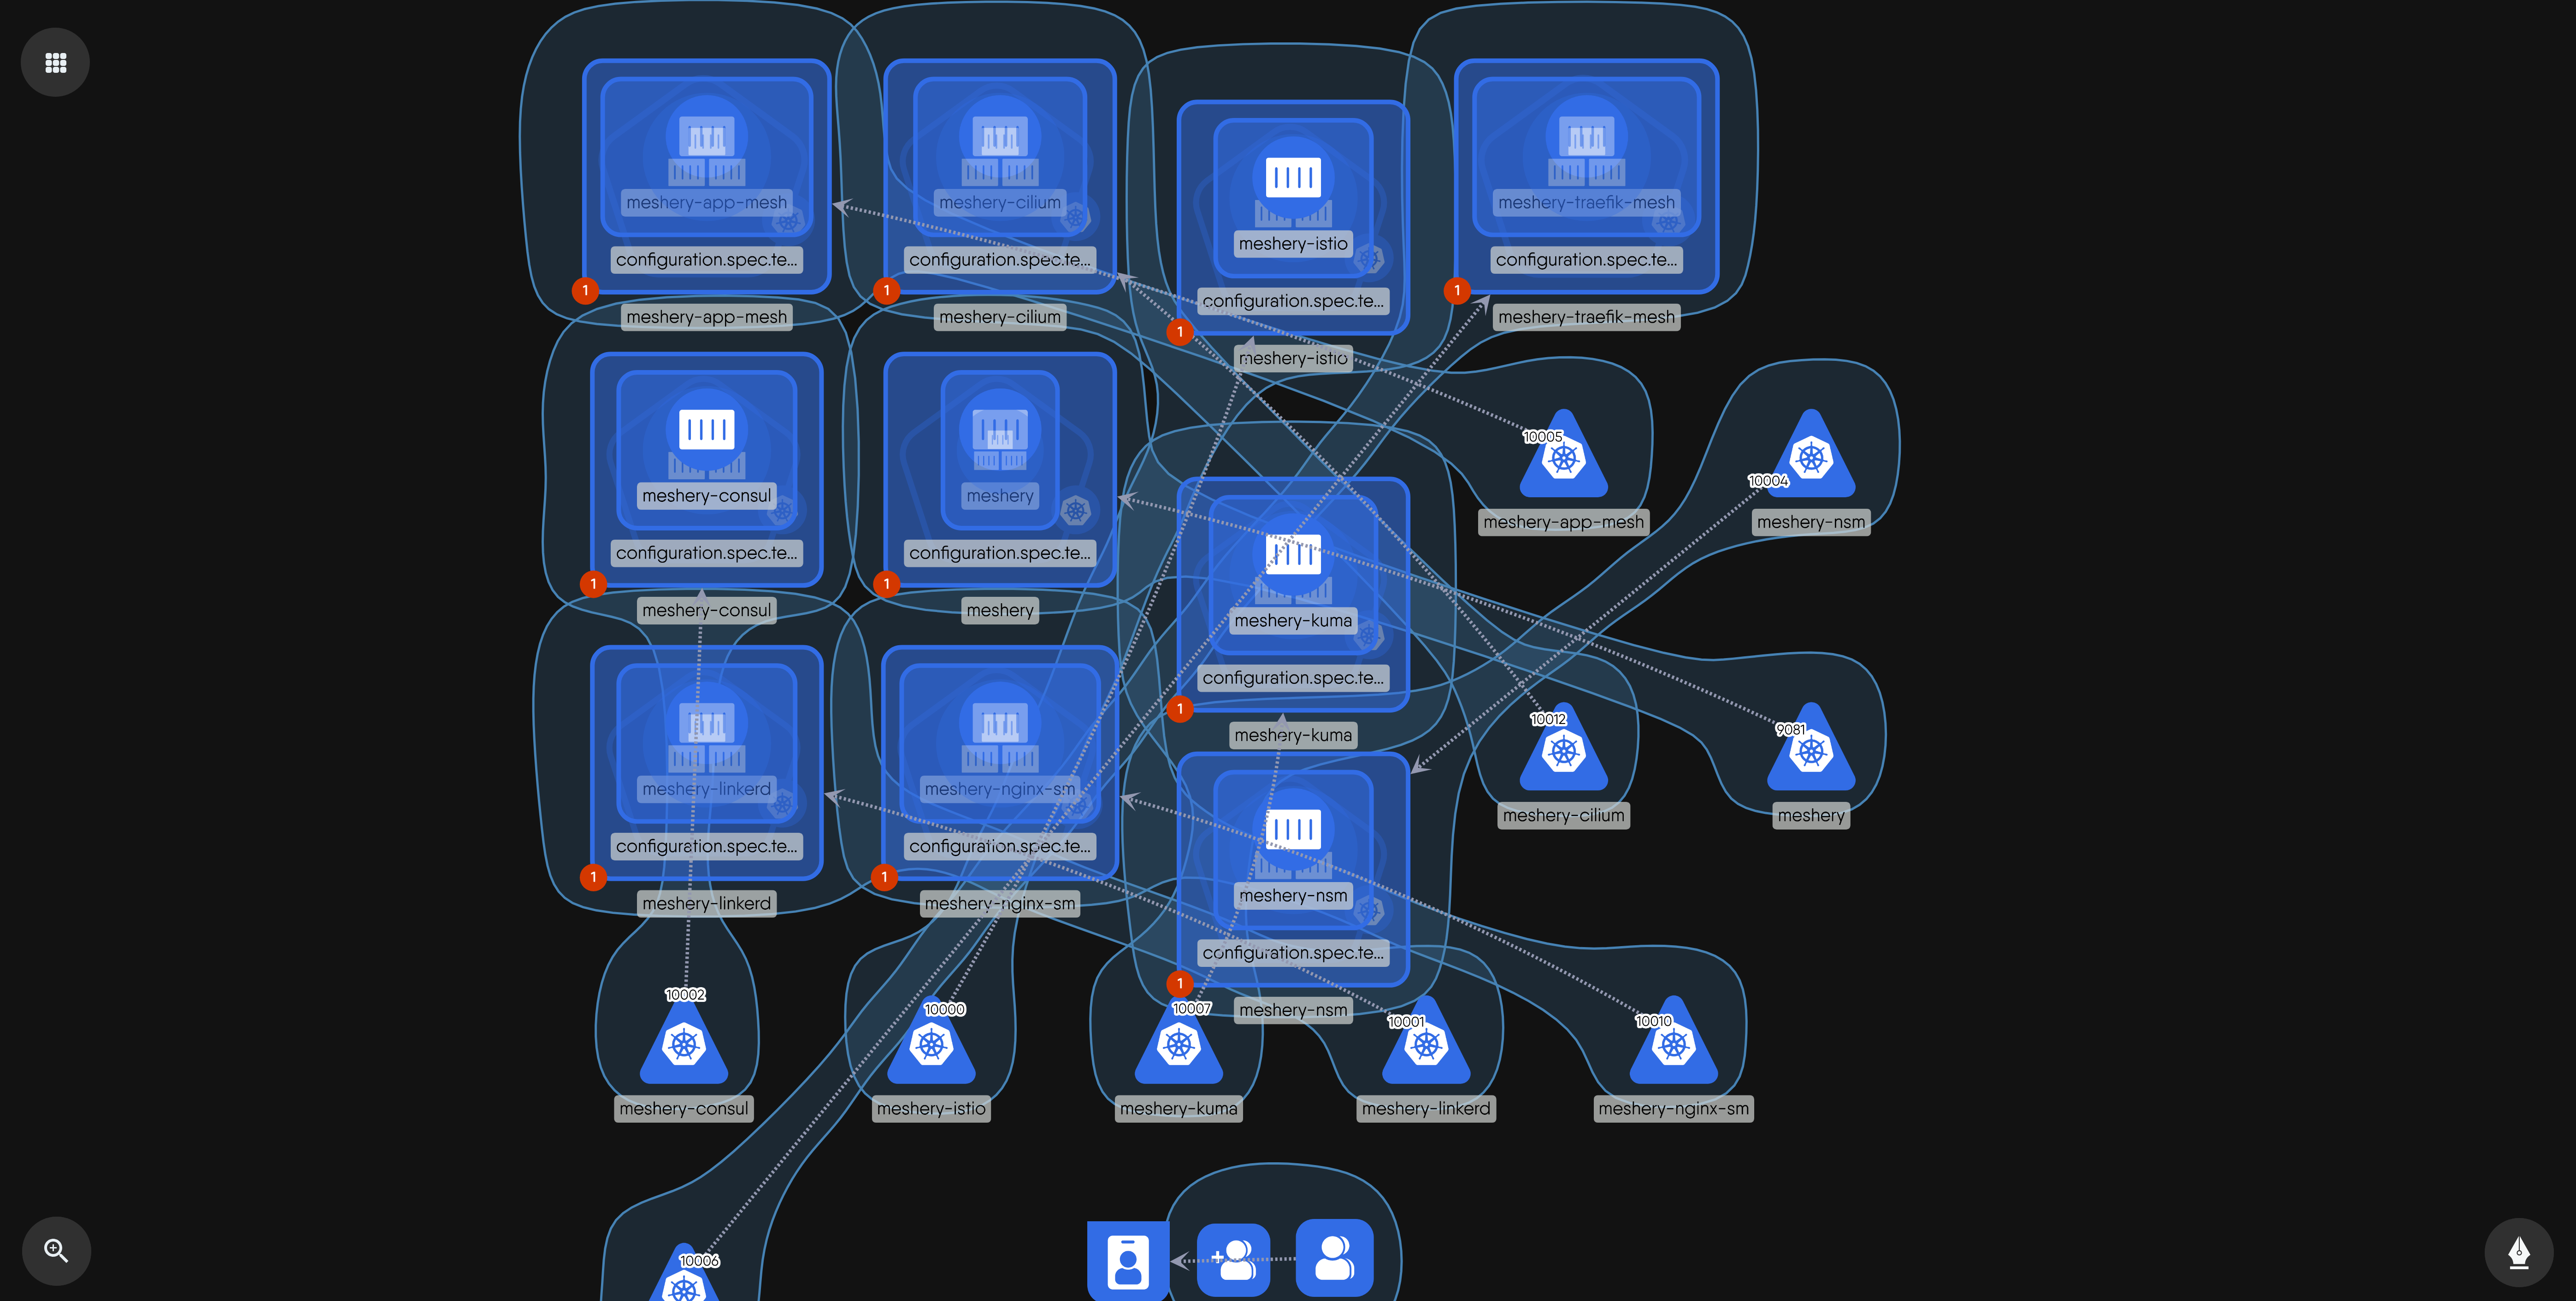 meshery-app-mesh
configuration.spec.te...
1
meshery-app-mesh
meshery-cilium
configuration.spec.te...
1
meshery-cilium
meshery-istio
configuration.spec.te...
1
meshery-istio
meshery-traefik-mesh
configuration.spec.te...
1
meshery-traefik-mesh
meshery-consul
configuration.spec.te...
1
meshery-consul
meshery
configuration.spec.te...
1
meshery
meshery-kuma
configuration.spec.te...
1
meshery-kuma
10005
meshery-app-mesh
10004
meshery-nsm
meshery-linkerd
configuration.spec.te...
1
meshery-linkerd
meshery-nginx-sm
configuration.spec.te...
1
meshery-nginx-sm
meshery-nsm
configuration.spec.te...
1
meshery-nsm
10012
meshery-cilium
9081
meshery
10002
meshery-consul
10000
meshery-istio
10007
meshery-kuma
10001
meshery-linkerd
10010
meshery-nginx-sm
10006